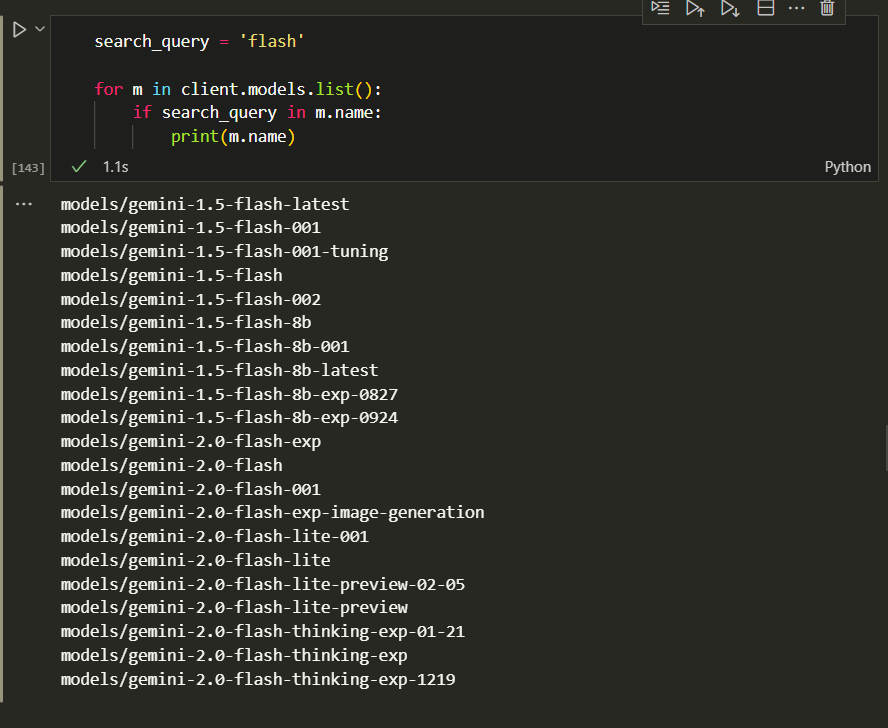 search_query = 'flash'
for m in client.models.list():
if search_query in m.name:
print(m.name)
[143]
1.1s
Python
models/gemini-1.5-flash-latest
models/gemini-1.5-flash-001
models/gemini-1.5-flash-001-tuning
models/gemini-1.5-flash
models/gemini-1.5-flash-002
models/gemini-1.5-flash-8b
models/gemini-1.5-flash-8b-001
models/gemini-1.5-flash-8b-latest
models/gemini-1.5-flash-8b-exp-0827
models/gemini-1.5-flash-8b-exp-0924
models/gemini-2.0-flash-exp
models/gemini-2.0-flash
models/gemini-2.0-flash-001
models/gemini-2.0-flash-exp-image-generation
models/gemini-2.0-flash-lite-001
models/gemini-2.0-flash-lite
models/gemini-2.0-flash-lite-preview-02-05
models/gemini-2.0-flash-lite-preview
models/gemini-2.0-flash-thinking-exp-01-21
models/gemini-2.0-flash-thinking-exp
models/gemini-2.0-flash-thinking-exp-1219